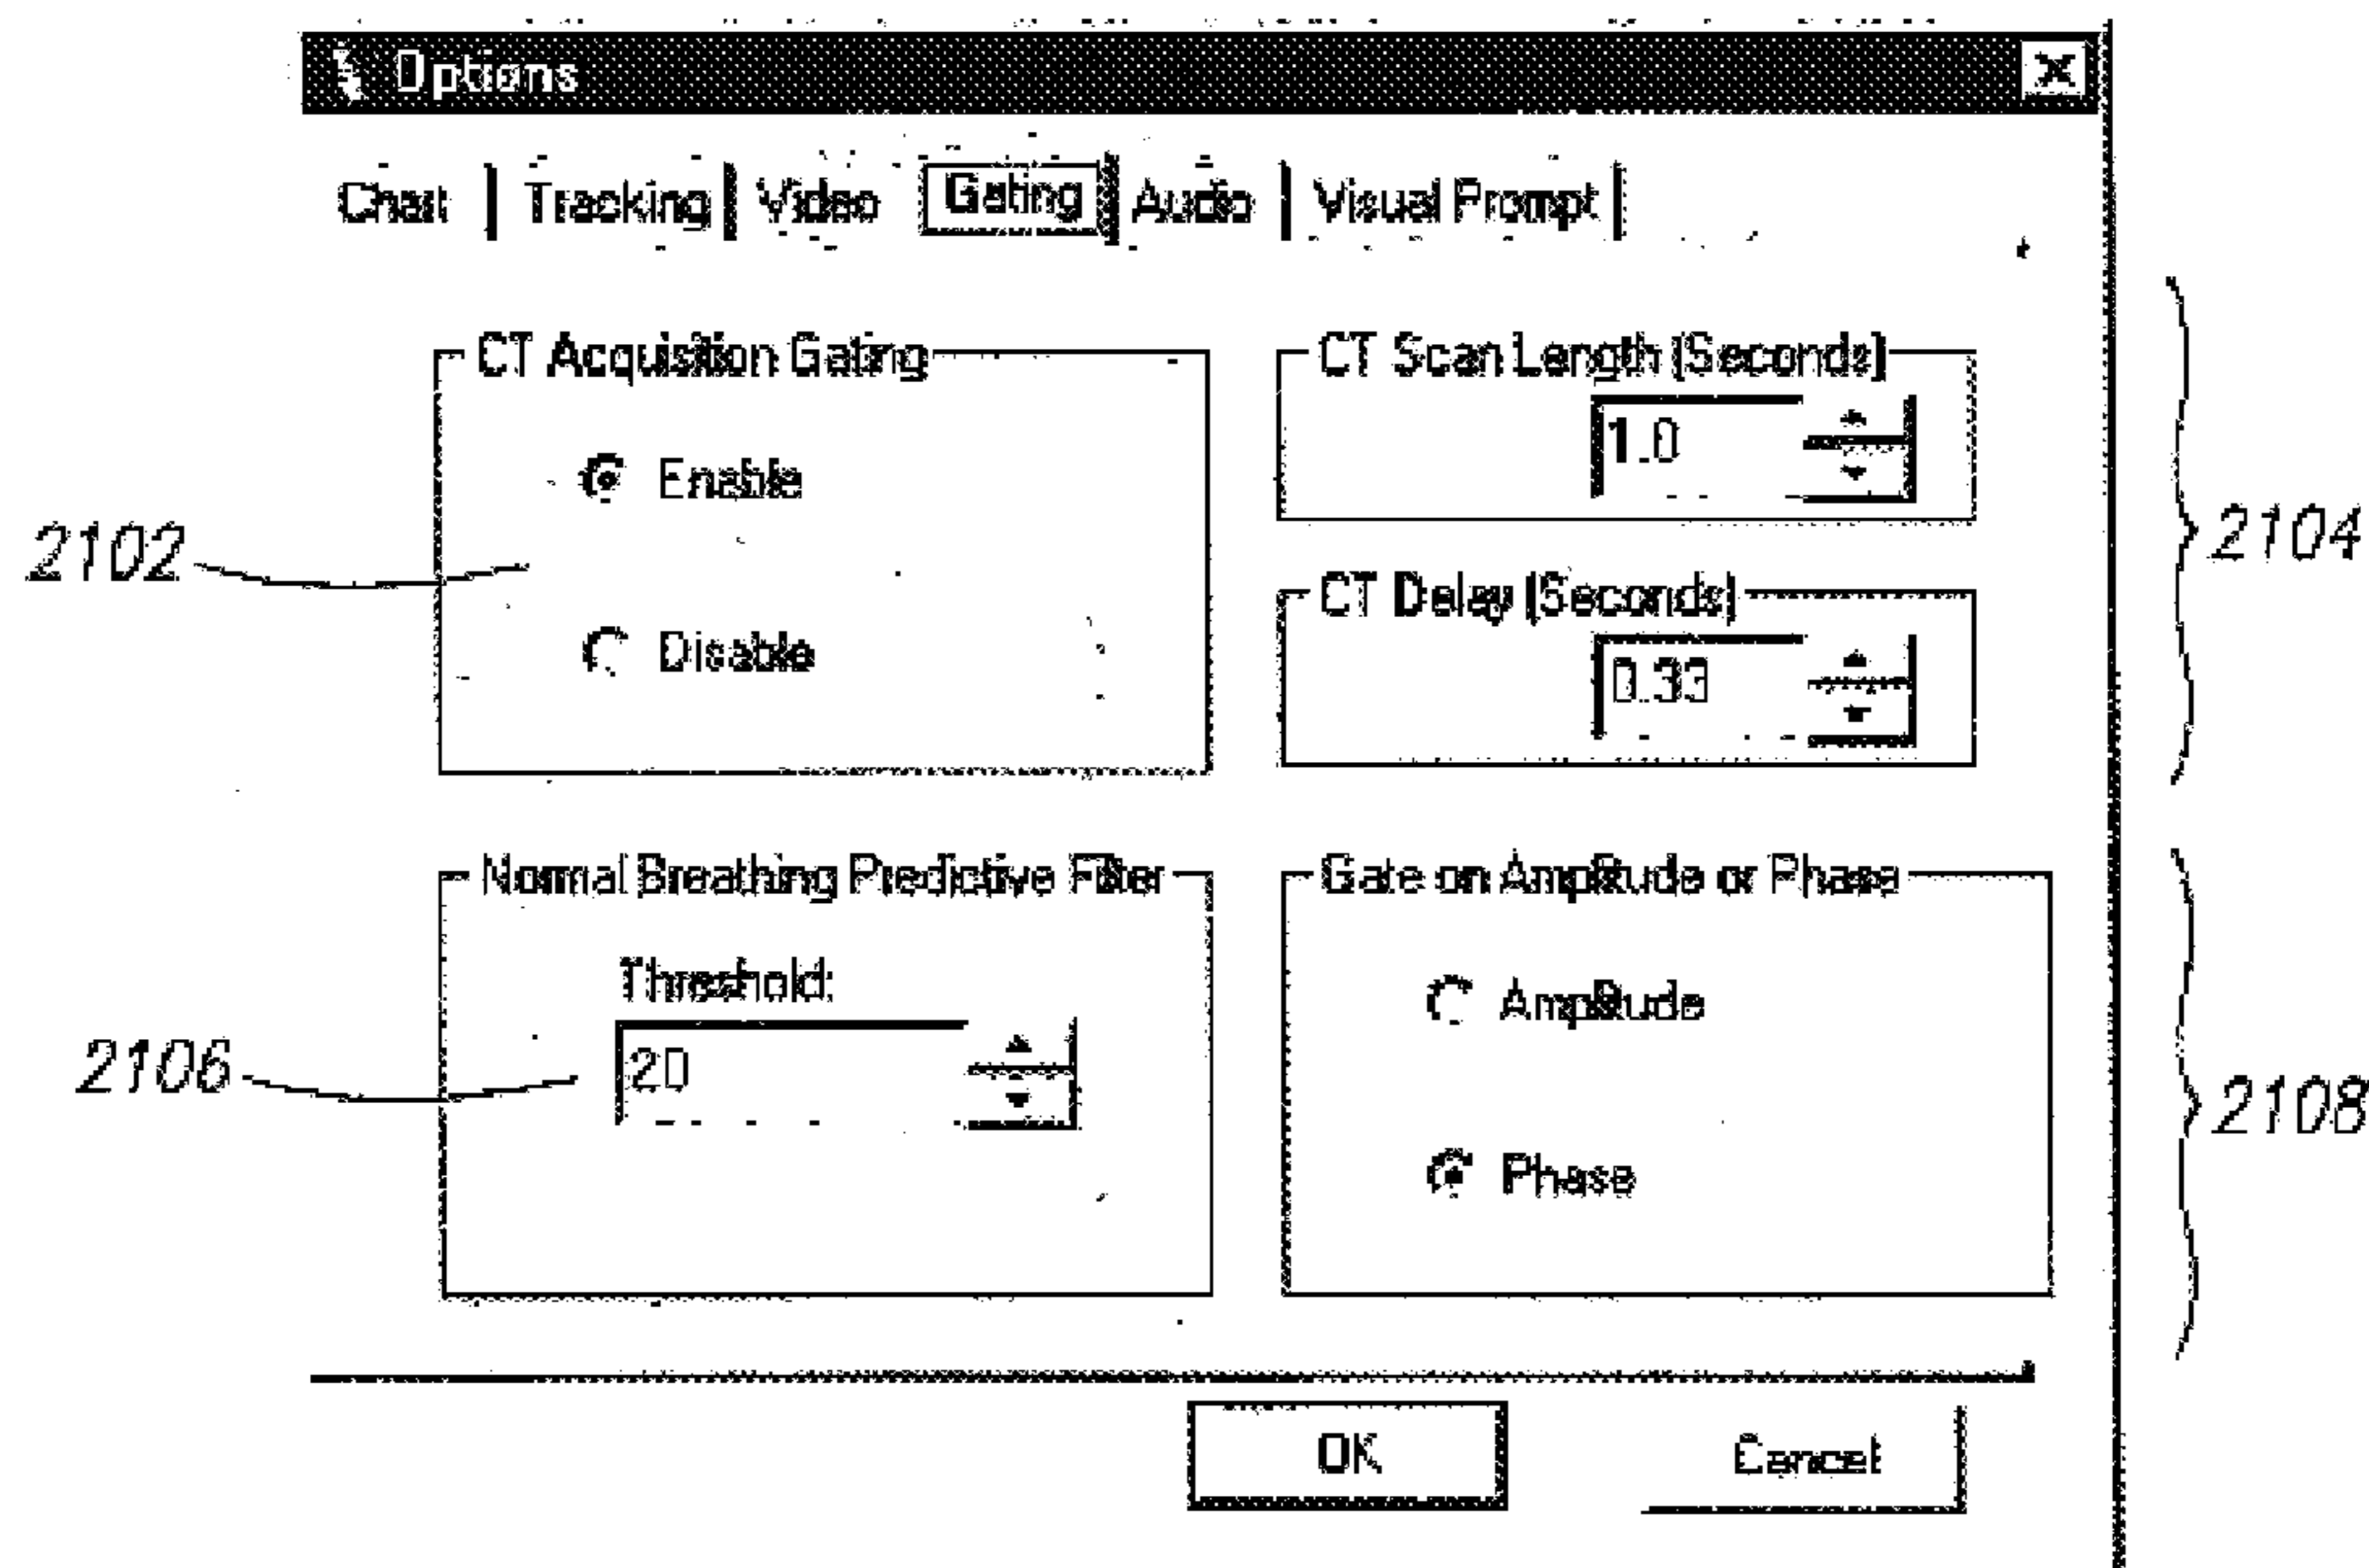 Options
Chart Tracking Video Gating Audio Visual Prompt
CT Acquisition Gating
Enable
Disable
2102
CT Scan Length (Seconds)
1.0
CT Delay (Seconds)
0.33
2104
Normal Breathing Predictive Filter
Threshold:
20
2106
Gate on Amplitude or Phase
Amplitude
Phase
2108
OK Cancel